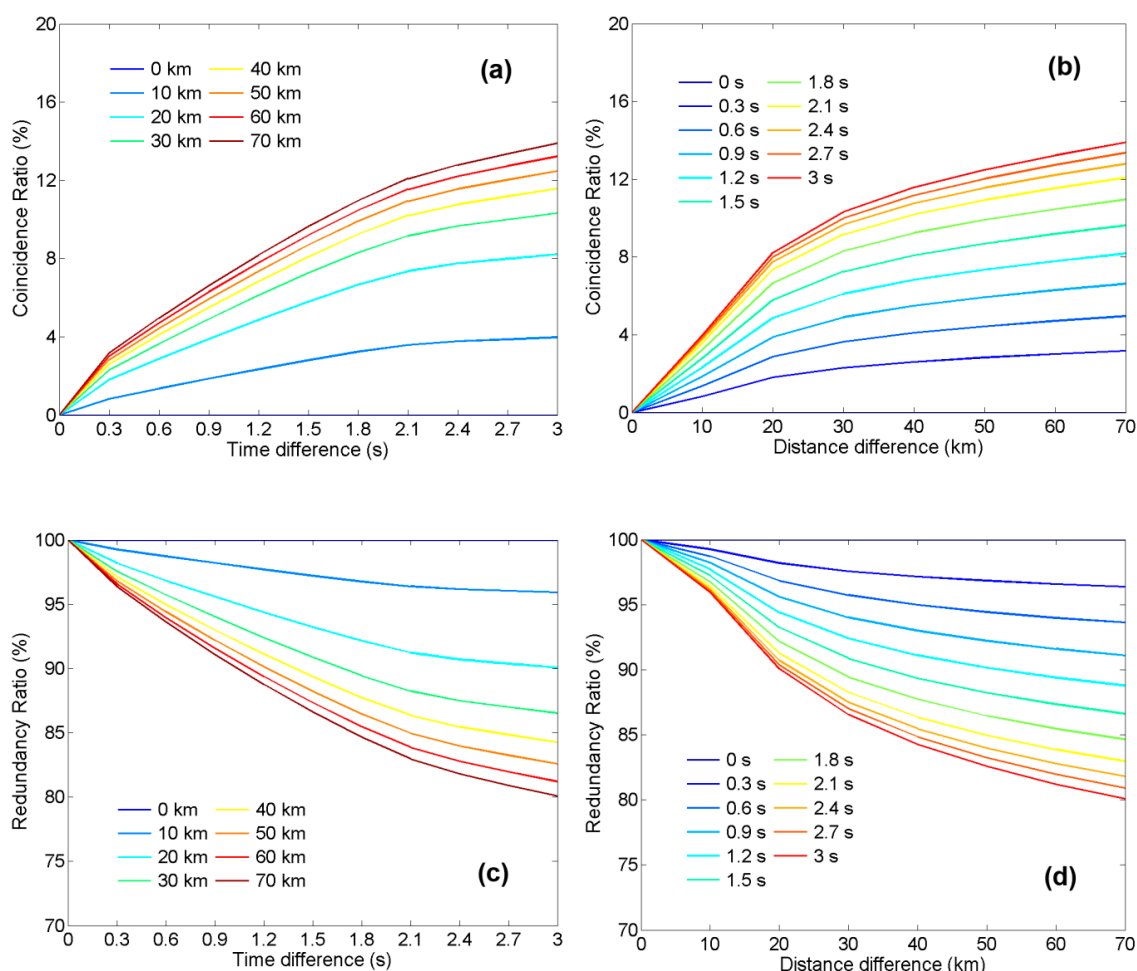 Coincidence Ratio (%)
20
16
12
8
4
0
(a)
0 km 40 km
10 km 50 km
20 km 60 km
30 km 70 km
0 0.3 0.6 0.9 1.2 1.5 1.8 2.1 2.4 2.7 3
Time difference (s)
Coincidence Ratio (%)
20
16
12
8
4
0
(b)
0 s 1.8 s
0.3 s 2.1 s
0.6 s 2.4 s
0.9 s 2.7 s
1.2 s 3 s
1.5 s
0 10 20 30 40 50 60 70
Distance difference (km)
Redundancy Ratio (%)
100
95
90
85
80
75
70
0 km 40 km
10 km 50 km
20 km 60 km
30 km 70 km
(c)
0 0.3 0.6 0.9 1.2 1.5 1.8 2.1 2.4 2.7 3
Time difference (s)
Redundancy Ratio (%)
100
95
90
85
80
75
70
0 s 1.8 s
0.3 s 2.1 s
0.6 s 2.4 s
0.9 s 2.7 s
1.2 s 3 s
1.5 s
(d)
0 10 20 30 40 50 60 70
Distance difference (km)